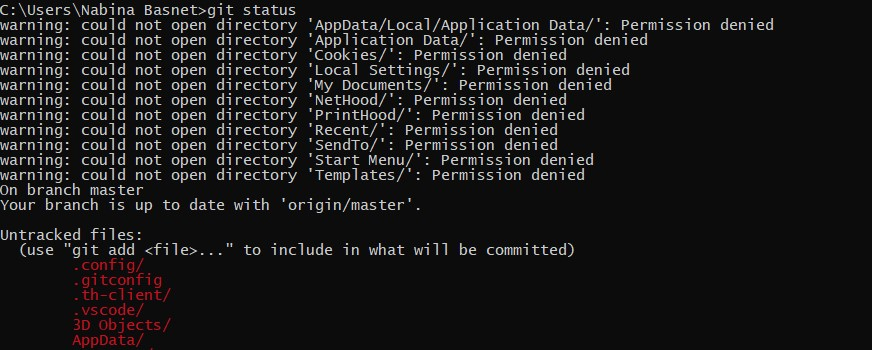 C:\Users\Nabina Basnet>git status
warning: could not open directory 'AppData/Local/Application Data/': Permission denied
warning: could not open directory 'Application Data/': Permission denied
warning: could not open directory 'Cookies/': Permission denied
warning: could not open directory 'Local Settings/': Permission denied
warning: could not open directory 'My Documents/': Permission denied
warning: could not open directory 'NetHood/': Permission denied
warning: could not open directory 'PrintHood/': Permission denied
warning: could not open directory 'Recent/': Permission denied
warning: could not open directory 'SendTo/': Permission denied
warning: could not open directory 'Start Menu/': Permission denied
warning: could not open directory 'Templates/': Permission denied
On branch master
Your branch is up to date with 'origin/master'.
Untracked files:
  (use "git add <file>..." to include in what will be committed)
        .config/
        .gitconfig
        .th-client/
        .vscode/
        3D Objects/
        AppData/